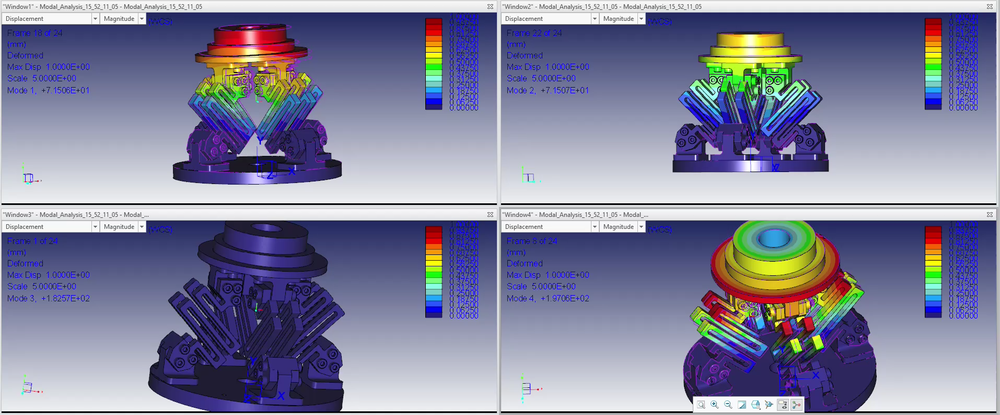 "Window1" - Modal_Analysis_15_52_11_05 - Modal_Analysis_15_52_11_05
Displacement
Magnitude
(WCS)
Frame 18 of 24
(mm)
Deformed
Max Disp 1.0000E+00
Scale 5.0000E+00
Mode 1, +7.1506E+01
1.00000
0.93750
0.87500
0.81250
0.75000
0.68750
0.62500
0.56250
0.50000
0.43750
0.37500
0.31250
0.25000
0.18750
0.12500
0.06250
0.00000
Y
Z
X
"Window2" - Modal_Analysis_15_52_11_05 - Modal_Analysis_15_52_11_05
Displacement
Magnitude
(WCS)
Frame 22 of 24
(mm)
Deformed
Max Disp 1.0000E+00
Scale 5.0000E+00
Mode 2, +7.1507E+01
1.00000
0.93750
0.87500
0.81250
0.75000
0.68750
0.62500
0.56250
0.50000
0.43750
0.37500
0.31250
0.25000
0.18750
0.12500
0.06250
0.00000
"Window3" - Modal_Analysis_15_52_11_05 - Modal_...
Displacement
Magnitude
(WCS)
Frame 1 of 24
(mm)
Deformed
Max Disp 1.0000E+00
Scale 5.0000E+00
Mode 3, +1.8257E+02
1.00000
0.93750
0.87500
0.81250
0.75000
0.68750
0.62500
0.56250
0.50000
0.43750
0.37500
0.31250
0.25000
0.18750
0.12500
0.06250
0.00000
Y
Z
X
"Window4" - Modal_Analysis_15_52_11_05 - Modal_...
Displacement
Magnitude
(WCS)
Frame 8 of 24
(mm)
Deformed
Max Disp 1.0000E+00
Scale 5.0000E+00
Mode 4, +1.9706E+02
1.00000
0.93750
0.87500
0.81250
0.75000
0.68750
0.62500
0.56250
0.50000
0.43750
0.37500
0.31250
0.25000
0.18750
0.12500
0.06250
0.00000
Y
X
Z